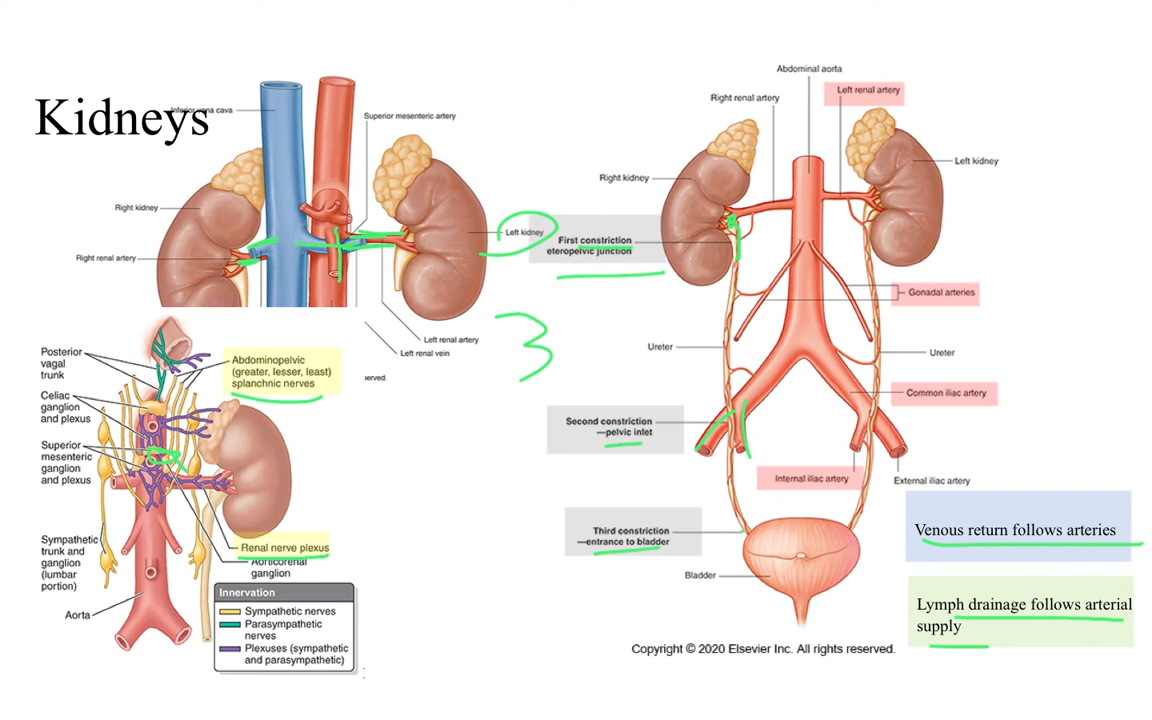 Kidneys
Inferior vena cava
Superior mesenteric artery
Right kidney
Left kidney
Right renal artery
Left renal artery
Left renal vein
erved.
Abdominal aorta
Left renal artery
Right renal artery
Right kidney
Left kidney
First constriction
eteropelvic junction
Gonadal arteries
Ureter
Ureter
Common iliac artery
Second constriction
—pelvic inlet
Internal iliac artery
External iliac artery
Third constriction
—entrance to bladder
Bladder
Posterior
vagal
trunk
Abdominopelvic
(greater, lesser, least)
splanchnic nerves
Celiac
ganglion
and plexus
Superior
mesenteric
ganglion
and plexus
Sympathetic
trunk and
ganglion
(lumbar
portion)
Renal nerve plexus
Aorticorenal
ganglion
Aorta
Innervation
Sympathetic nerves
Parasympathetic
nerves
Plexuses (sympathetic
and parasympathetic)
3
Venous return follows arteries
Lymph drainage follows arterial
supply
Copyright © 2020 Elsevier Inc. All rights reserved.